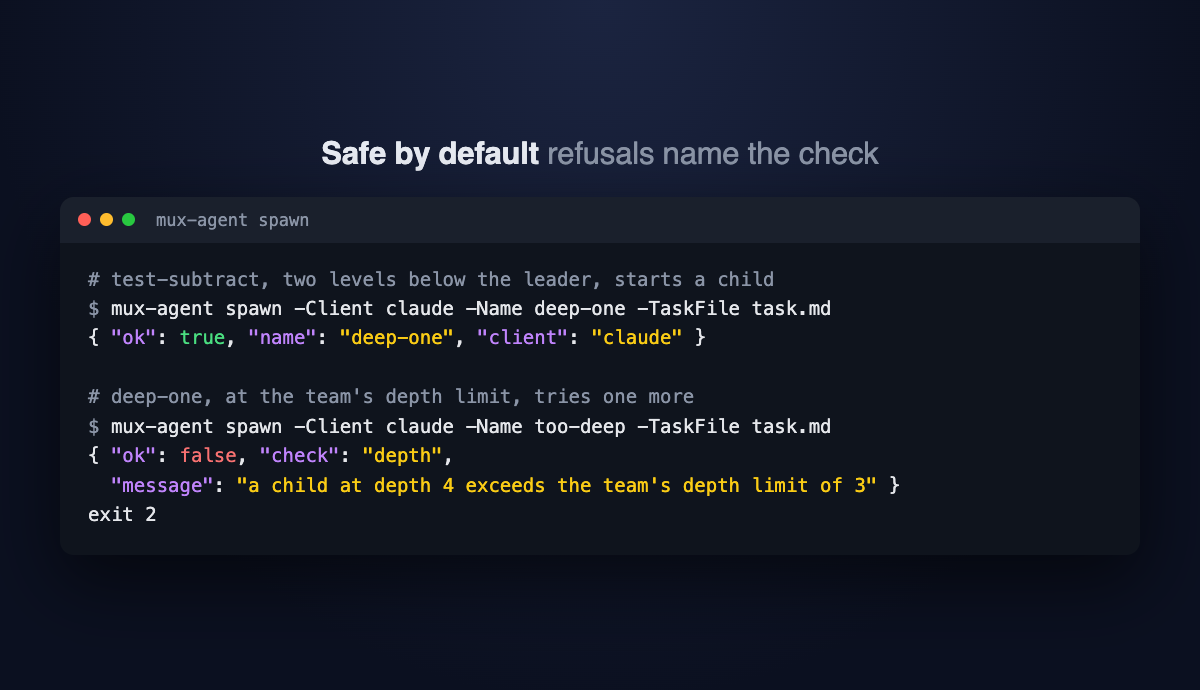 Safe by default refusals name the check
mux-agent spawn
# test-subtract, two levels below the leader, starts a child
$ mux-agent spawn -Client claude -Name deep-one -TaskFile task.md
{ "ok": true, "name": "deep-one", "client": "claude" }
# deep-one, at the team's depth limit, tries one more
$ mux-agent spawn -Client claude -Name too-deep -TaskFile task.md
{ "ok": false, "check": "depth",
"message": "a child at depth 4 exceeds the team's depth limit of 3" }
exit 2